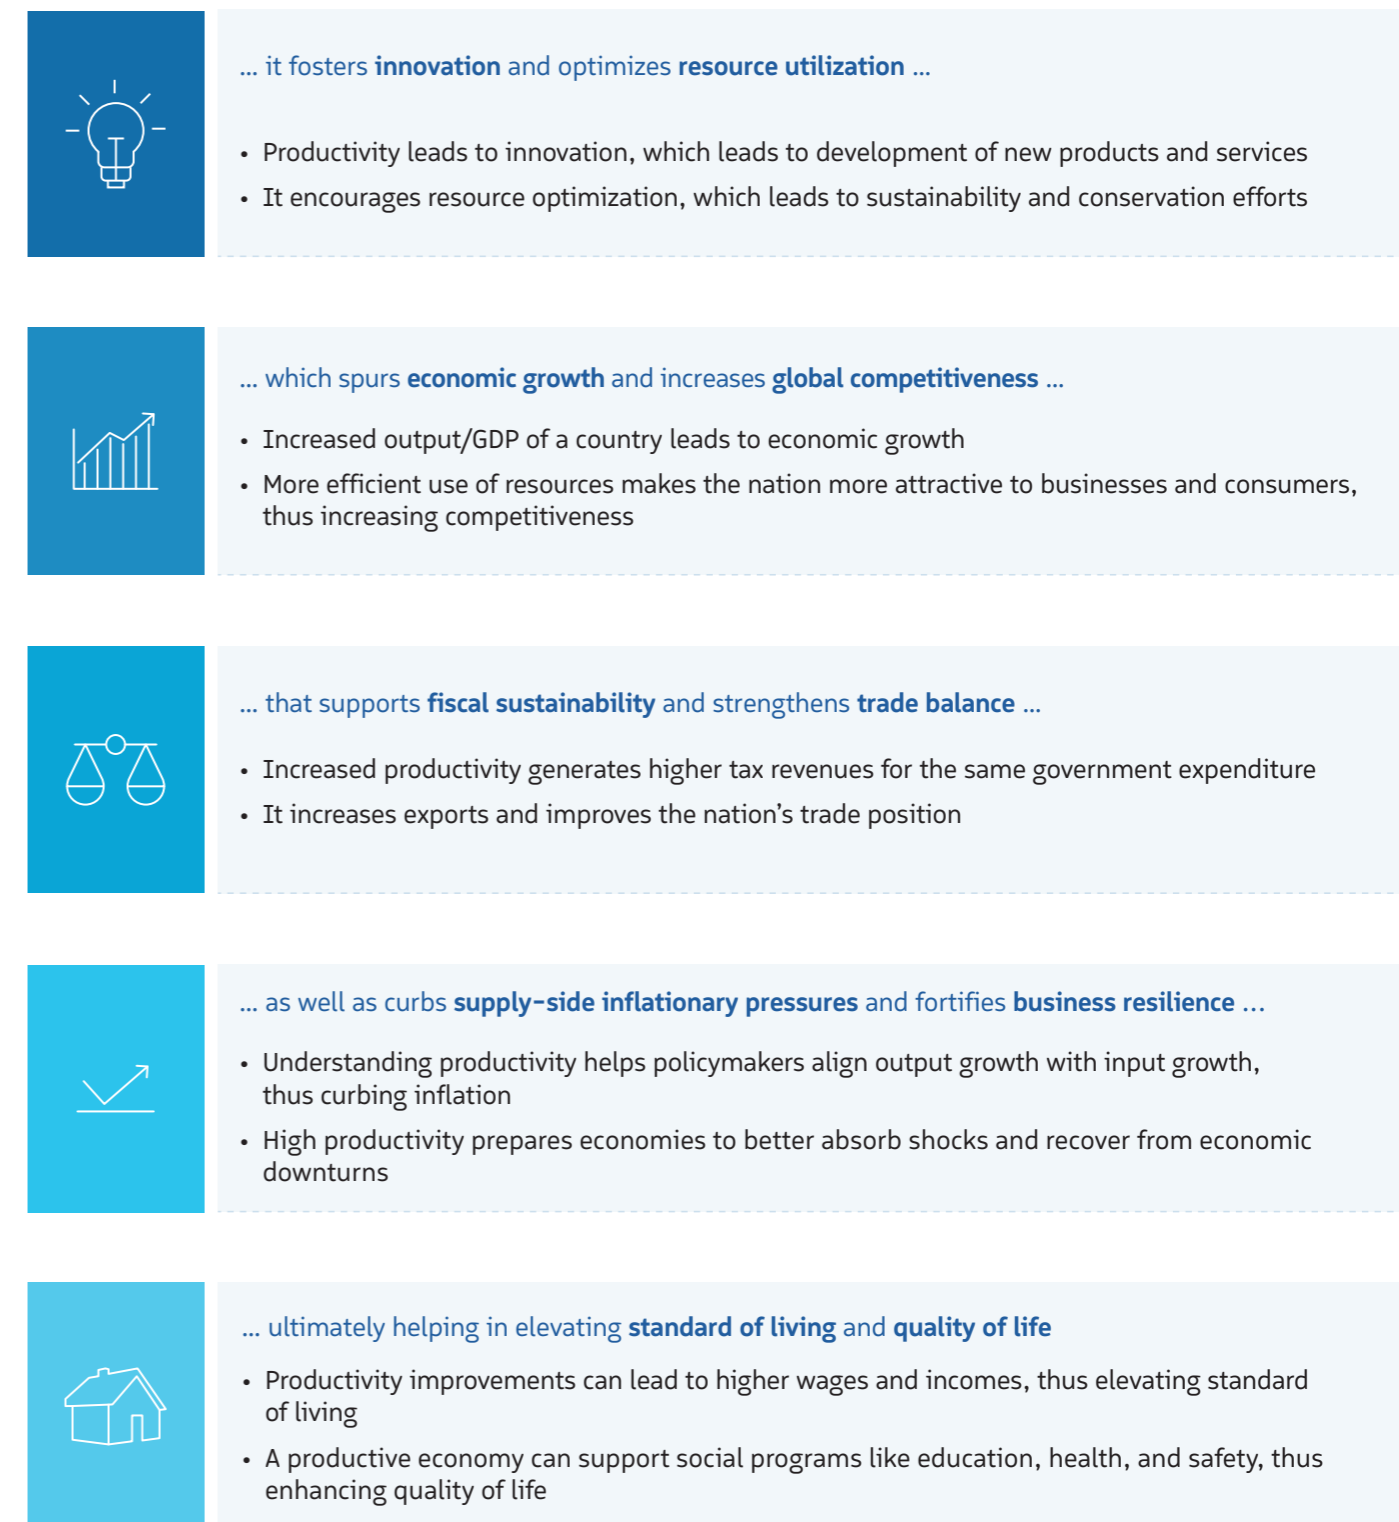 ... it fosters innovation and optimizes resource utilization ...
• Productivity leads to innovation, which leads to development of new products and services
• It encourages resource optimization, which leads to sustainability and conservation efforts
... which spurs economic growth and increases global competitiveness ...
• Increased output/GDP of a country leads to economic growth
• More efficient use of resources makes the nation more attractive to businesses and consumers,
thus increasing competitiveness
... that supports fiscal sustainability and strengthens trade balance ...
• Increased productivity generates higher tax revenues for the same government expenditure
• It increases exports and improves the nation’s trade position
... as well as curbs supply-side inflationary pressures and fortifies business resilience ...
• Understanding productivity helps policymakers align output growth with input growth,
thus curbing inflation
• High productivity prepares economies to better absorb shocks and recover from economic
downturns
... ultimately helping in elevating standard of living and quality of life
• Productivity improvements can lead to higher wages and incomes, thus elevating standard
of living
• A productive economy can support social programs like education, health, and safety, thus
enhancing quality of life